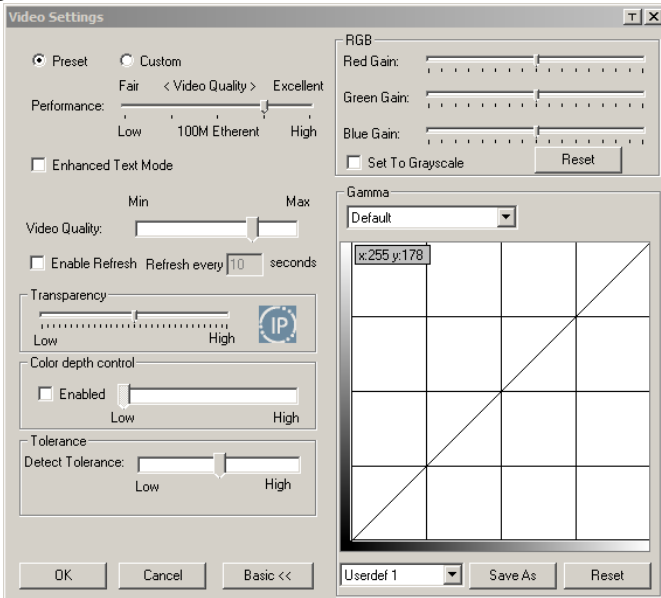 Video Settings
Preset
Custom
Fair < Video Quality > Excellent
Performance:
Low 100M Etherent High
Enhanced Text Mode
Min Max
Video Quality:
Enable Refresh Refresh every 10 seconds
Transparency
Low High
IP
Color depth control
Enabled
Low High
Tolerance
Detect Tolerance:
Low High
OK Cancel Basic <<
RGB
Red Gain:
Green Gain:
Blue Gain:
Set To Grayscale Reset
Gamma
Default
x:255 y:178
Userdef 1 Save As Reset